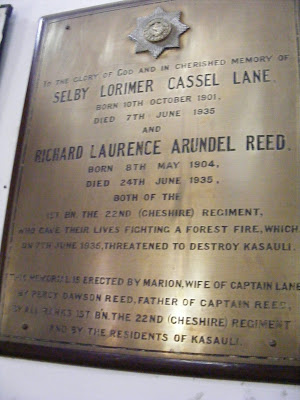 TO THE GLORY OF GOD AND IN CHERISHED MEMORY OF
SELBY LORIMER CASSEL LANE.
BORN 10TH OCTOBER 1901,
DIED 7TH JUNE 1935
AND
RICHARD LAURENCE ARUNDEL REED.
BORN 8TH MAY 1904,
DIED 24TH JUNE 1935,
BOTH OF THE
1ST BN. THE 22ND (CHESHIRE) REGIMENT,
WHO GAVE THEIR LIVES FIGHTING A FOREST FIRE, WHICH
ON 7TH JUNE 1935, THREATENED TO DESTROY KASAULI.
THIS MEMORIAL IS ERECTED BY MARION, WIFE OF CAPTAIN LANE
BY PERCY DAWSON REED, FATHER OF CAPTAIN REED,
BY ALL RANKS 1ST BN. THE 22ND (CHESHIRE) REGIMENT
AND BY THE RESIDENTS OF KASAULI.